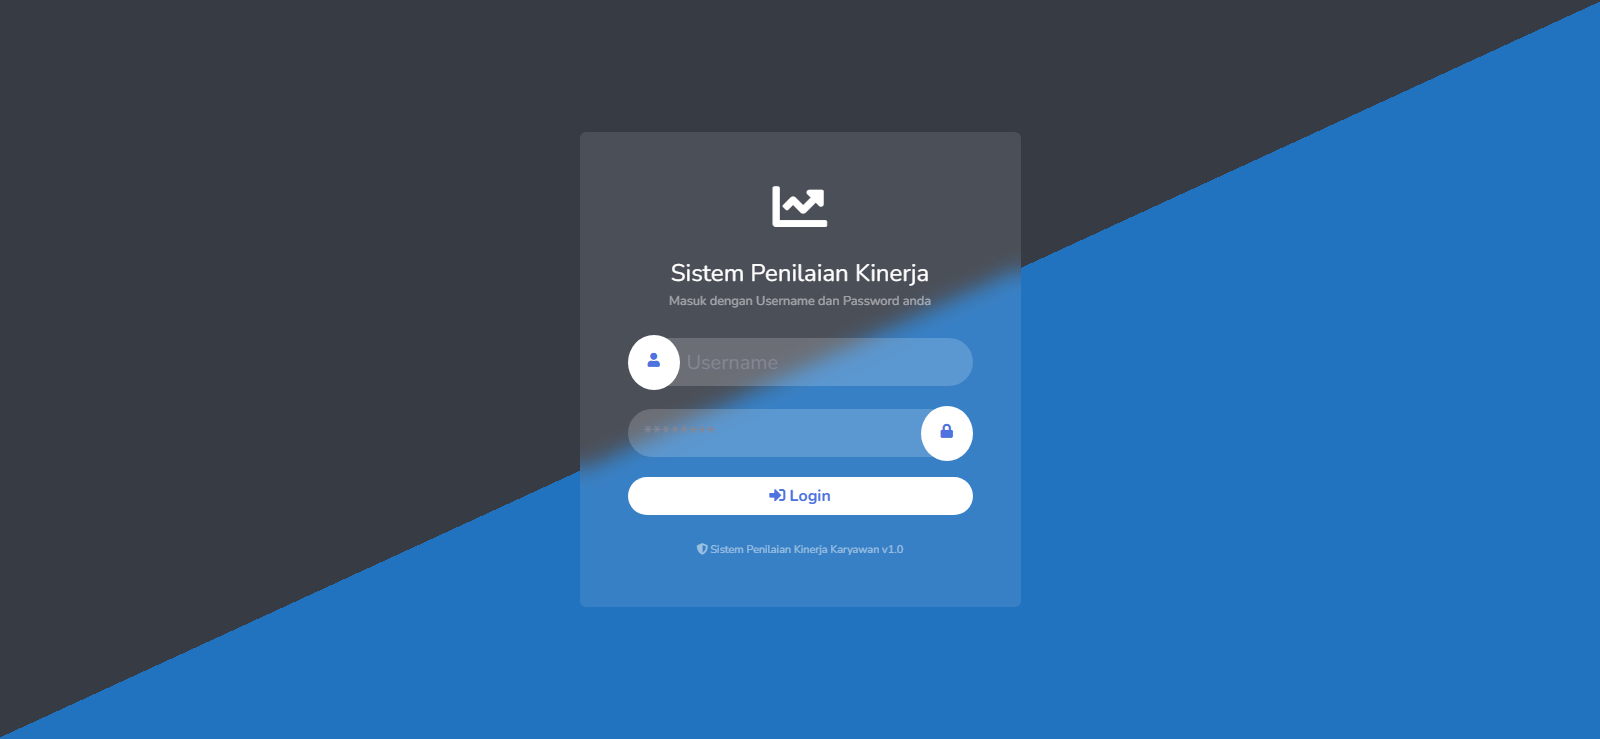 Sistem Penilaian Kinerja
Masuk dengan Username dan Password anda
Username
********
Login
Sistem Penilaian Kinerja Karyawan v1.0